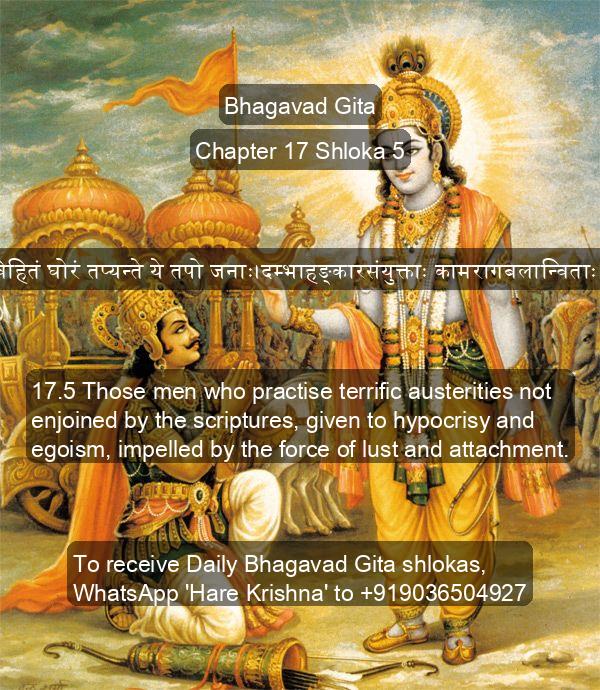 Bhagavad Gita
Chapter 17 Shloka 5
घोरं तप्यन्ते ये तपो जनाः।दम्भाहङ्कारसंयुक्ताः कामरागबलान्विताः
17.5 Those men who practise terrific austerities not
enjoined by the scriptures, given to hypocrisy and
egoism, impelled by the force of lust and attachment.
To receive Daily Bhagavad Gita shlokas,
WhatsApp 'Hare Krishna' to +919036504927